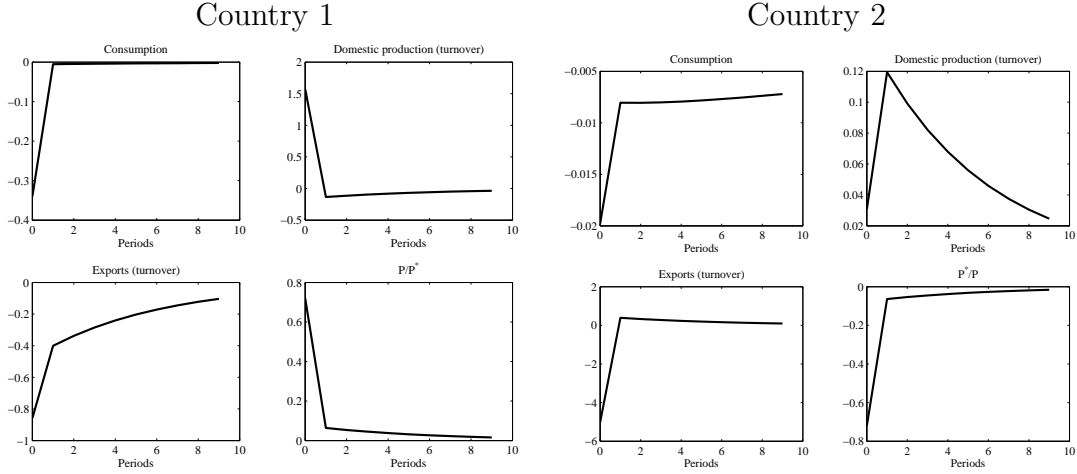 Country 1
Country 2
Consumption
0
−0.1
−0.2
−0.3
−0.4
0 2 4 6 8 10
Periods
Domestic production (turnover)
2
1.5
1
0.5
0
−0.5
0 2 4 6 8 10
Periods
Exports (turnover)
0
−0.2
−0.4
−0.6
−0.8
−1
0 2 4 6 8 10
Periods
P/P*
0.8
0.6
0.4
0.2
0
0 2 4 6 8 10
Periods
Consumption
−0.005
−0.01
−0.015
−0.02
0 2 4 6 8 10
Periods
Domestic production (turnover)
0.12
0.1
0.08
0.06
0.04
0.02
0 2 4 6 8 10
Periods
Exports (turnover)
2
0
−2
−4
−6
0 2 4 6 8 10
Periods
P*/P
0
−0.2
−0.4
−0.6
−0.8
0 2 4 6 8 10
Periods